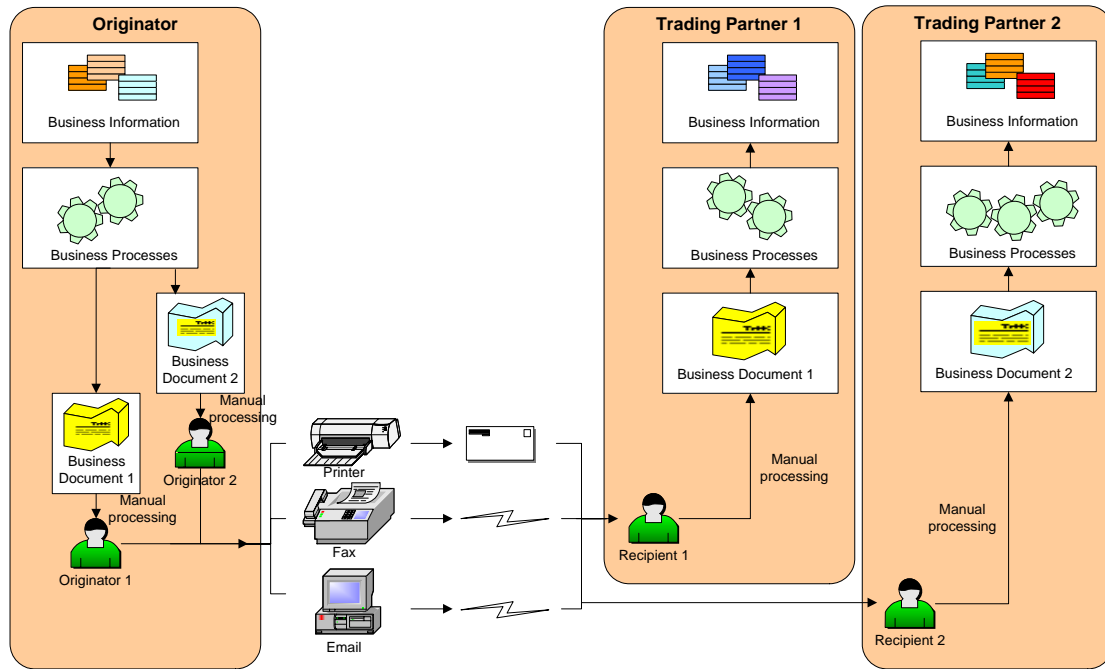 Originator
Business Information
Business Processes
Business
Document 2
Manual
processing
Originator 2
Business
Document 1
Manual
processing
Originator 1
Printer
Fax
Email
Trading Partner 1
Business Information
Business Processes
Business Document 1
Manual
processing
Recipient 1
Trading Partner 2
Business Information
Business Processes
Business Document 2
Manual
processing
Recipient 2